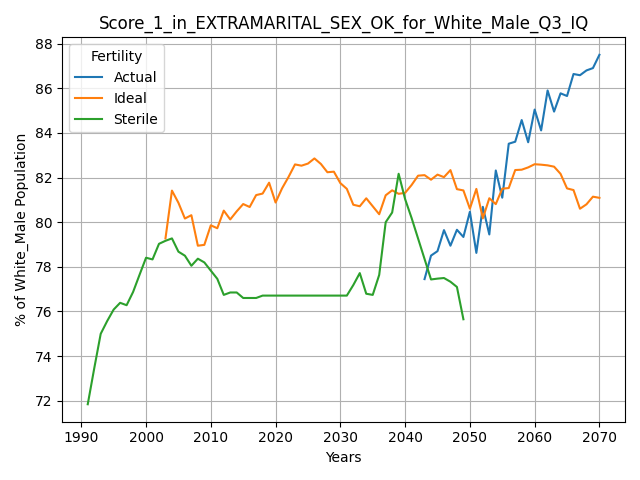 Score_1_in_EXTRAMARITAL_SEX_OK_for_White_Male_Q3_IQ
Fertility
Actual
Ideal
Sterile
% of White_Male Population
88
86
84
82
80
78
76
74
72
1990 2000 2010 2020 2030 2040 2050 2060 2070
Years